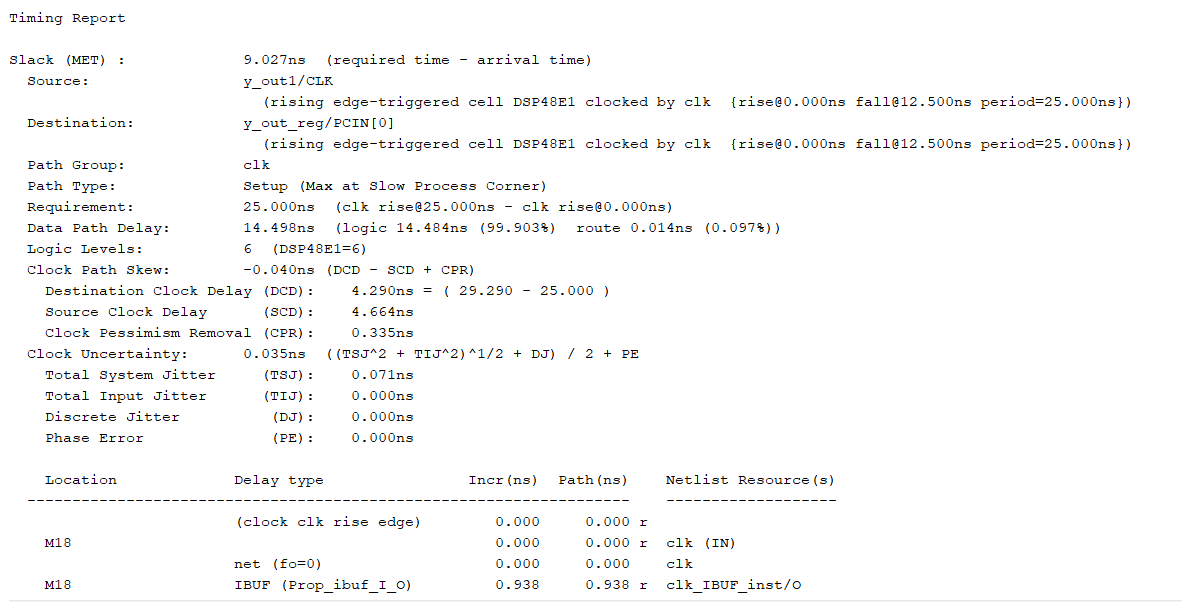 Timing Report
Slack (MET) :             9.027ns  (required time - arrival time)
  Source:                 y_out1/CLK
                            (rising edge-triggered cell DSP48E1 clocked by clk  {rise@0.000ns fall@12.500ns period=25.000ns})
  Destination:            y_out_reg/PCIN[0]
                            (rising edge-triggered cell DSP48E1 clocked by clk  {rise@0.000ns fall@12.500ns period=25.000ns})
  Path Group:             clk
  Path Type:              Setup (Max at Slow Process Corner)
  Requirement:            25.000ns  (clk rise@25.000ns - clk rise@0.000ns)
  Data Path Delay:        14.498ns  (logic 14.484ns (99.903%)  route 0.014ns (0.097%))
  Logic Levels:           6  (DSP48E1=6)
  Clock Path Skew:        -0.040ns (DCD - SCD + CPR)
    Destination Clock Delay (DCD):    4.290ns = ( 29.290 - 25.000 )
    Source Clock Delay      (SCD):    4.664ns
    Clock Pessimism Removal (CPR):    0.335ns
  Clock Uncertainty:      0.035ns  ((TSJ^2 + TIJ^2)^1/2 + DJ) / 2 + PE
    Total System Jitter     (TSJ):    0.071ns
    Total Input Jitter      (TIJ):    0.000ns
    Discrete Jitter          (DJ):    0.000ns
    Phase Error              (PE):    0.000ns
    Location             Delay type                Incr(ns)  Path(ns)    Netlist Resource(s)
  -------------------------------------------------------------------    -------------------
                         (clock clk rise edge)        0.000     0.000 r
    M18                                               0.000     0.000 r  clk (IN)
                         net (fo=0)                   0.000     0.000    clk
    M18                  IBUF (Prop_ibuf_I_O)         0.938     0.938 r  clk_IBUF_inst/O